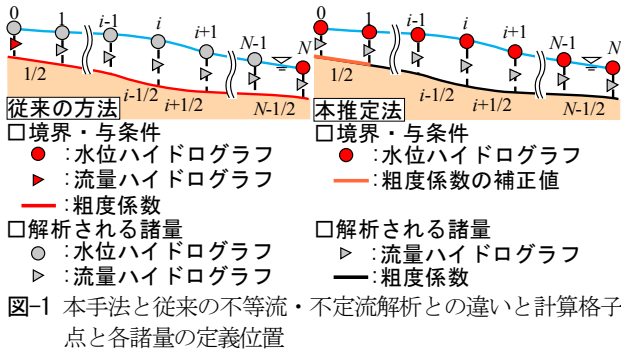 0 1 i-1 i i+1 N-1 N
1/2 i-1/2 i+1/2 N-1/2
従来の方法
□境界・与条件
:水位ハイドログラフ
:流量ハイドログラフ
:粗度係数
□解析される諸量
:水位ハイドログラフ
:流量ハイドログラフ
0 1 i-1 i i+1 N-1 N
1/2 i-1/2 i+1/2 N-1/2
本推定法
□境界・与条件
:水位ハイドログラフ
:粗度係数の補正値
□解析される諸量
:流量ハイドログラフ
:粗度係数
図-1 本手法と従来の不等流・不定流解析との違いと計算格子
点と各諸量の定義位置